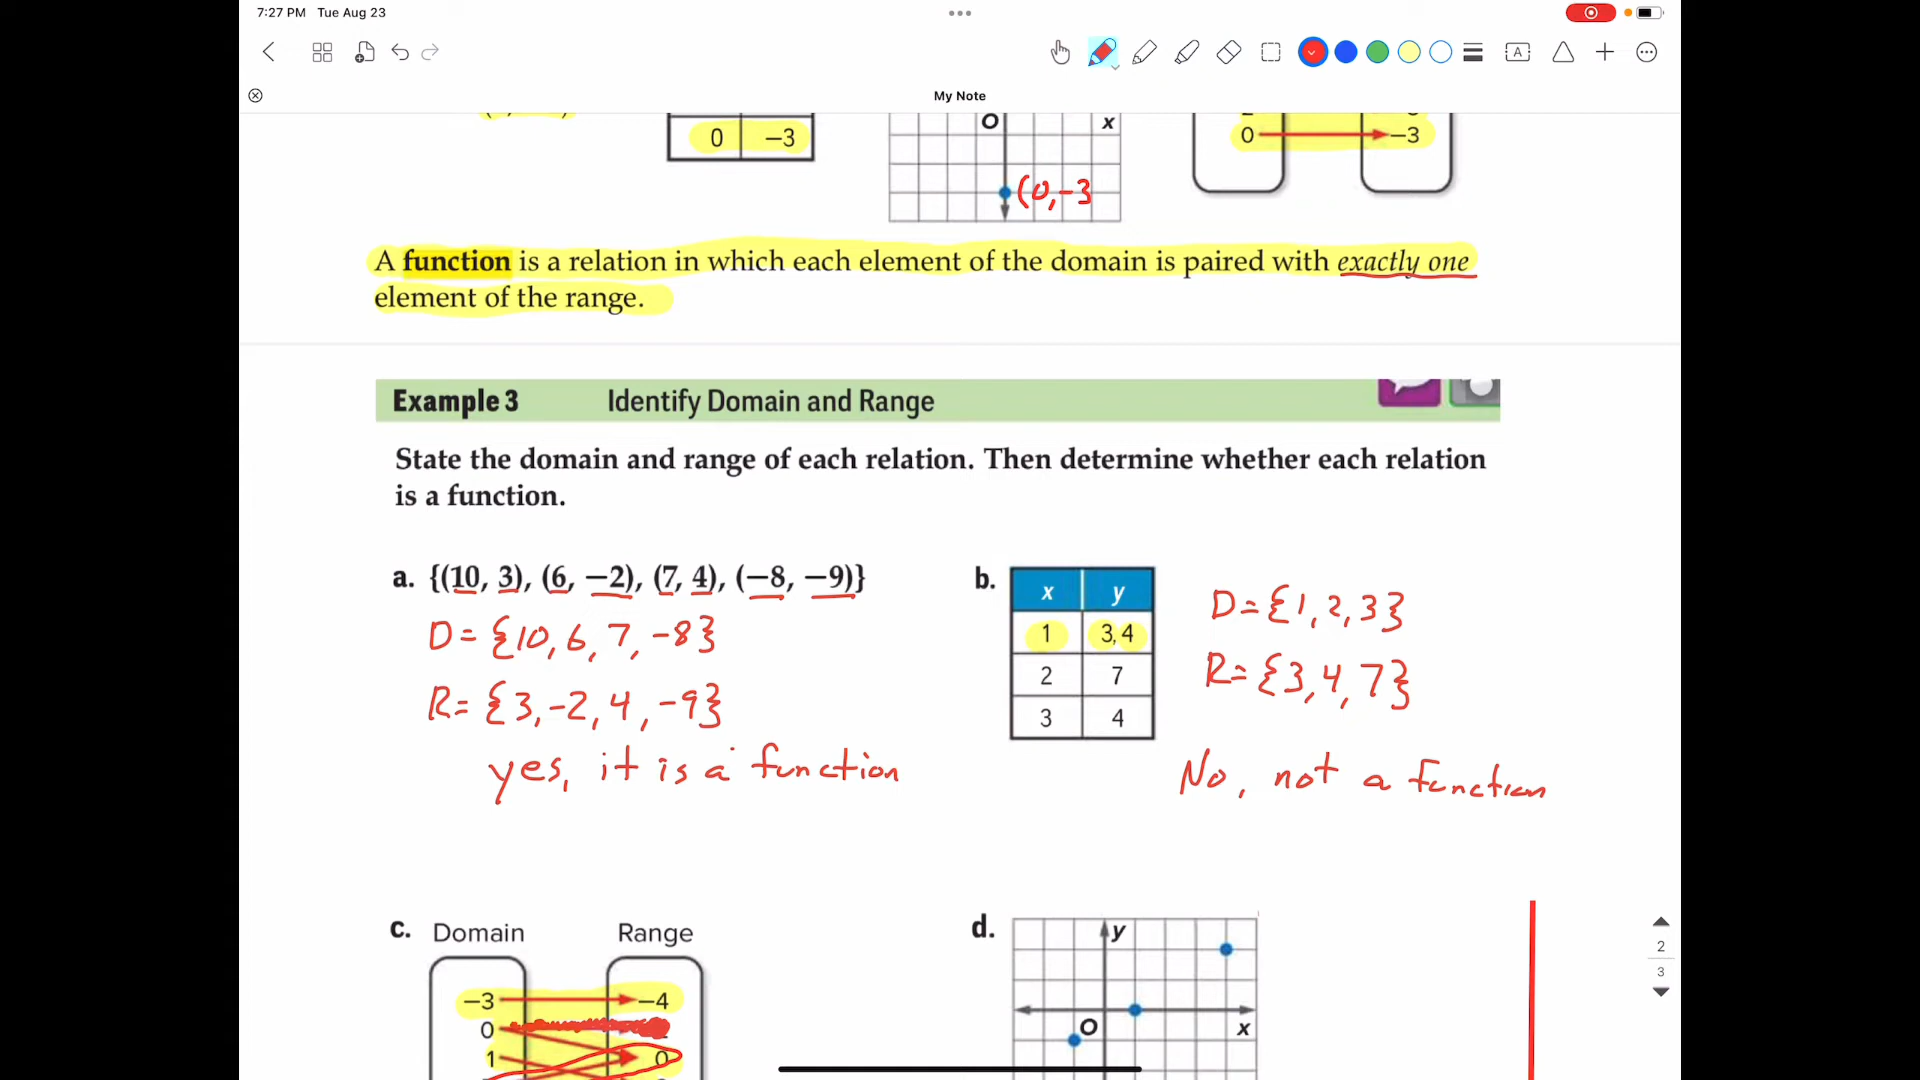 7:27 PM Tue Aug 23
My Note
0 −3
O x
(0,-3
0 −3
A function is a relation in which each element of the domain is paired with exactly one
element of the range.
Example 3 Identify Domain and Range
State the domain and range of each relation. Then determine whether each relation
is a function.
a. {(10, 3), (6, −2), (7, 4), (−8, −9)}
D = {10, 6, 7, -8}
R = {3, -2, 4, -9}
yes, it is a function
b.
x y
1 3, 4
2 7
3 4
D = {1, 2, 3}
R = {3, 4, 7}
No, not a function
c. Domain Range
−3 −4
0
1 0
d.
y
O x
2
3
A